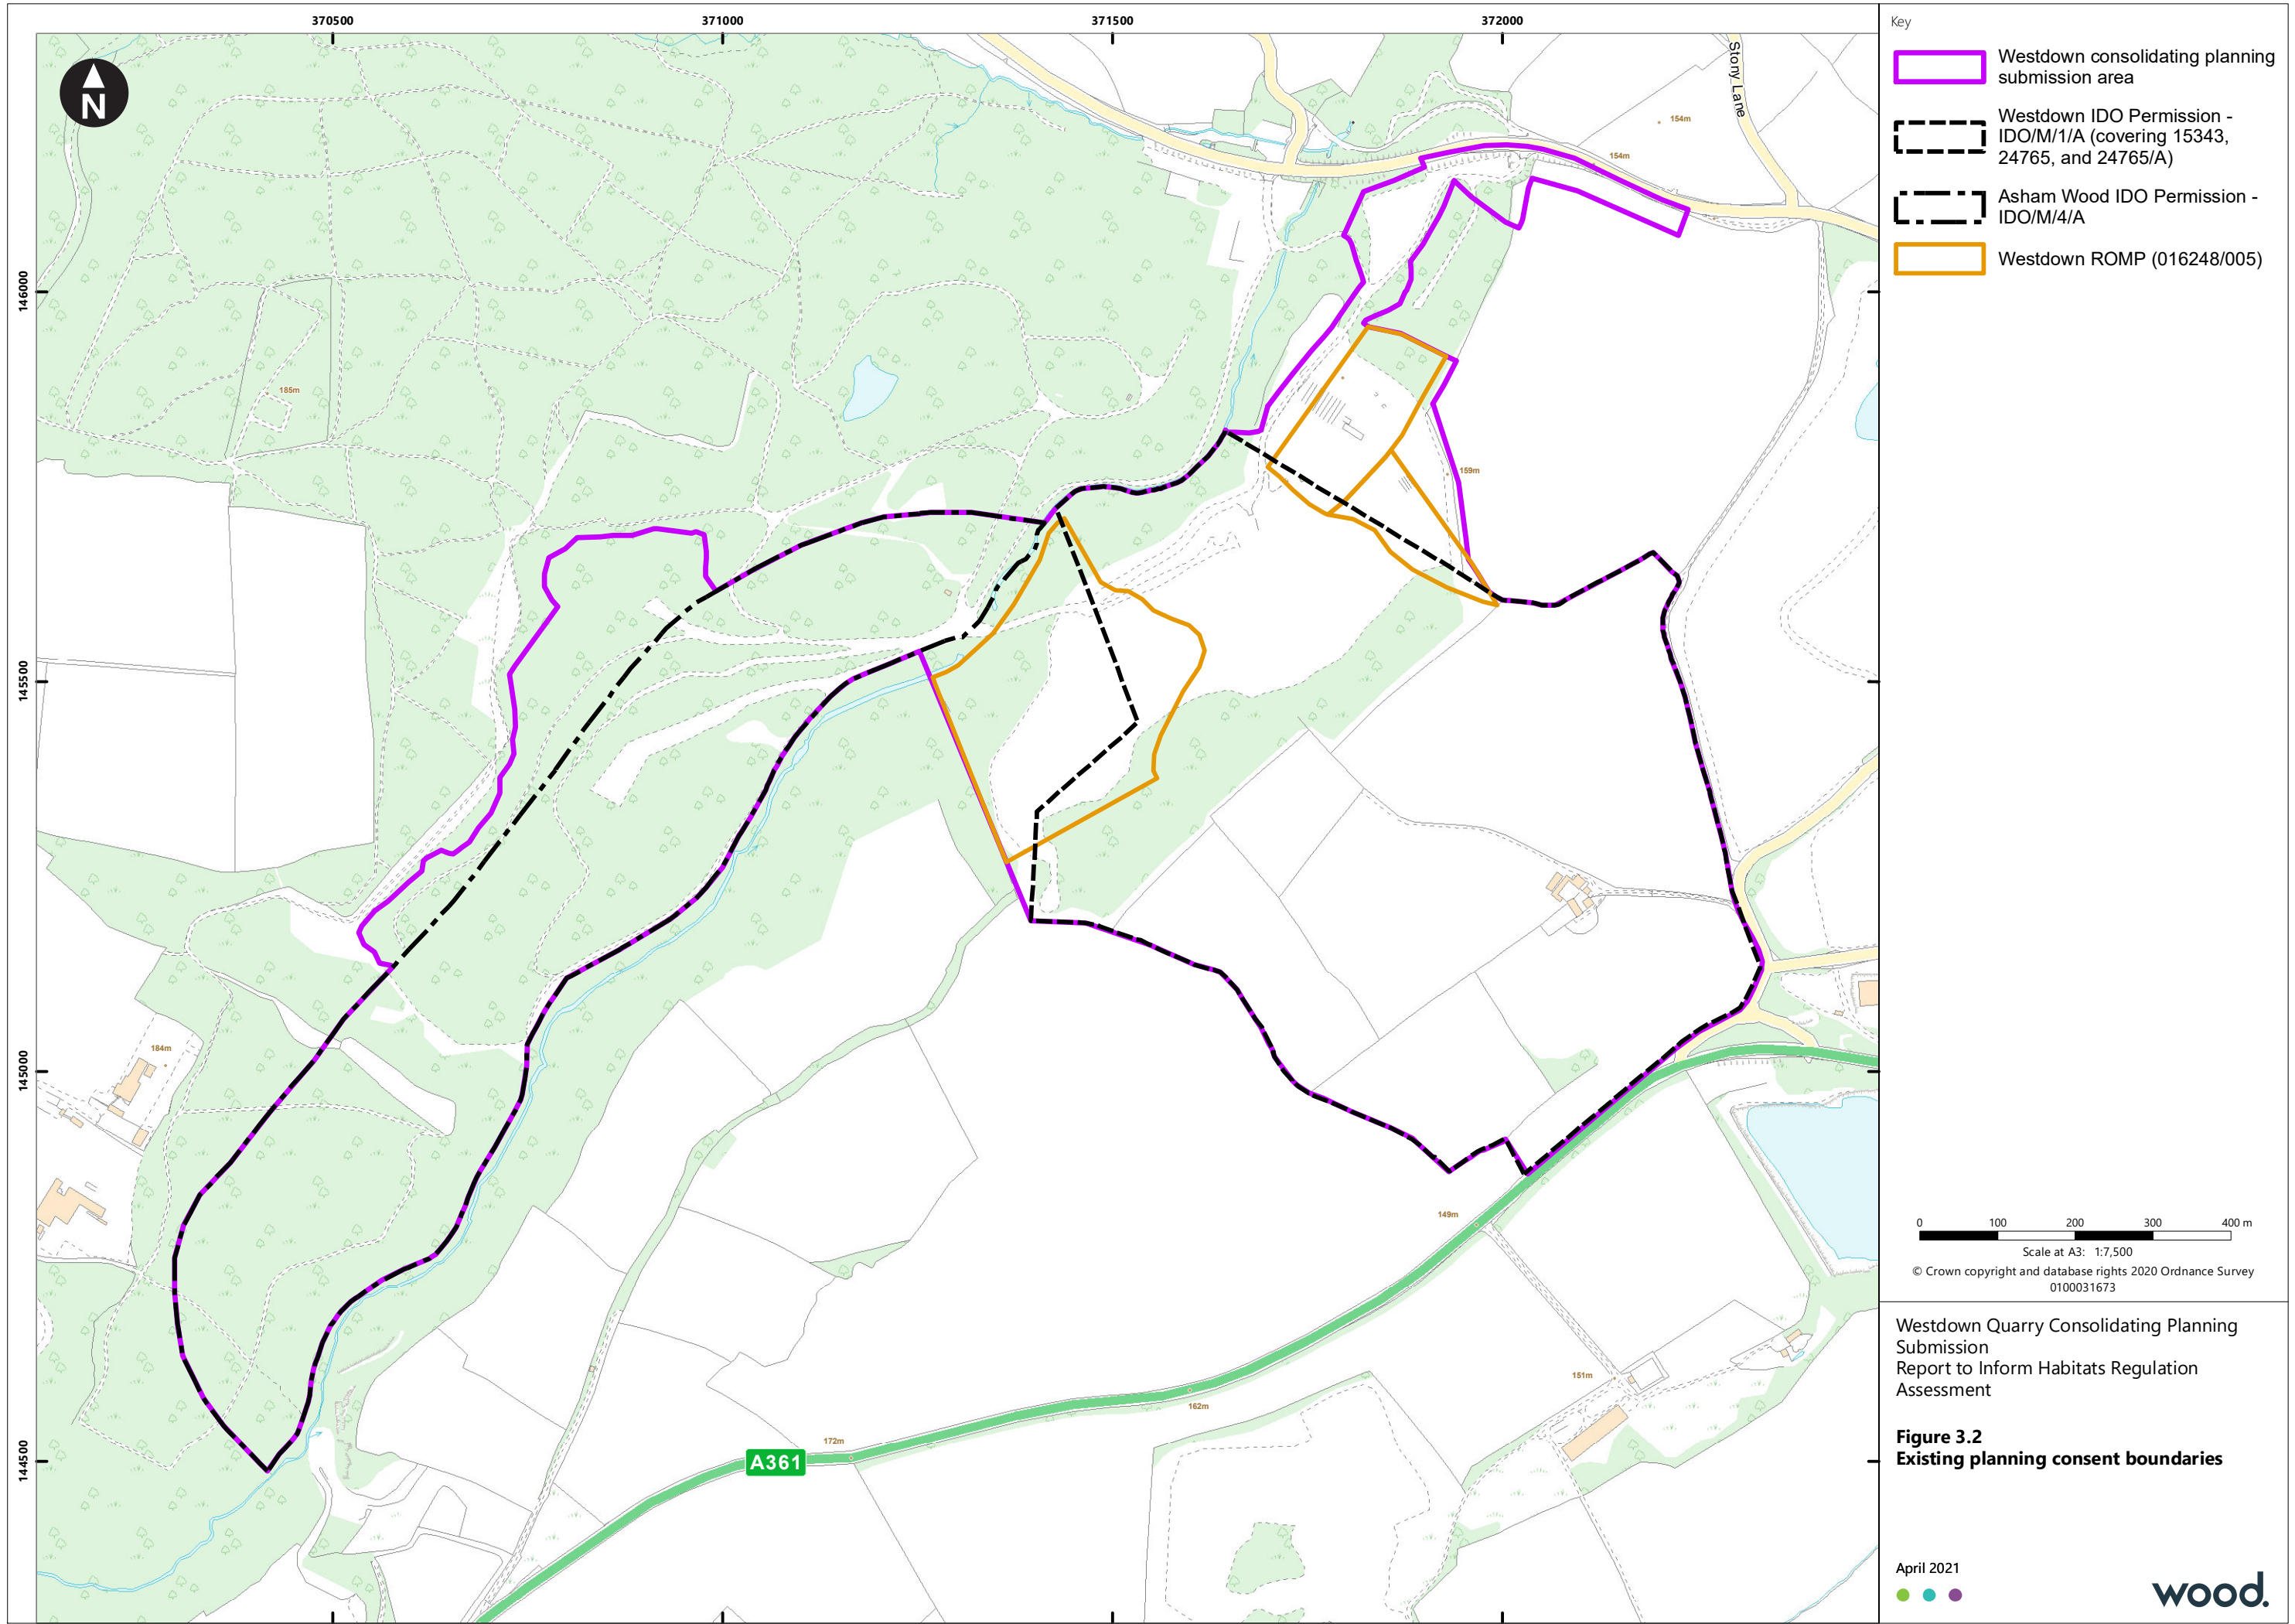 370500
371000
371500
372000
146000
145500
145000
144500
N
Stony Lane
154m
154m
185m
159m
184m
149m
151m
162m
172m
A361
Key
Westdown consolidating planning
submission area
Westdown IDO Permission -
IDO/M/1/A (covering 15343,
24765, and 24765/A)
Asham Wood IDO Permission -
IDO/M/4/A
Westdown ROMP (016248/005)
0 100 200 300 400 m
Scale at A3: 1:7,500
© Crown copyright and database rights 2020 Ordnance Survey
0100031673
Westdown Quarry Consolidating Planning
Submission
Report to Inform Habitats Regulation
Assessment
Figure 3.2
Existing planning consent boundaries
April 2021
wood.